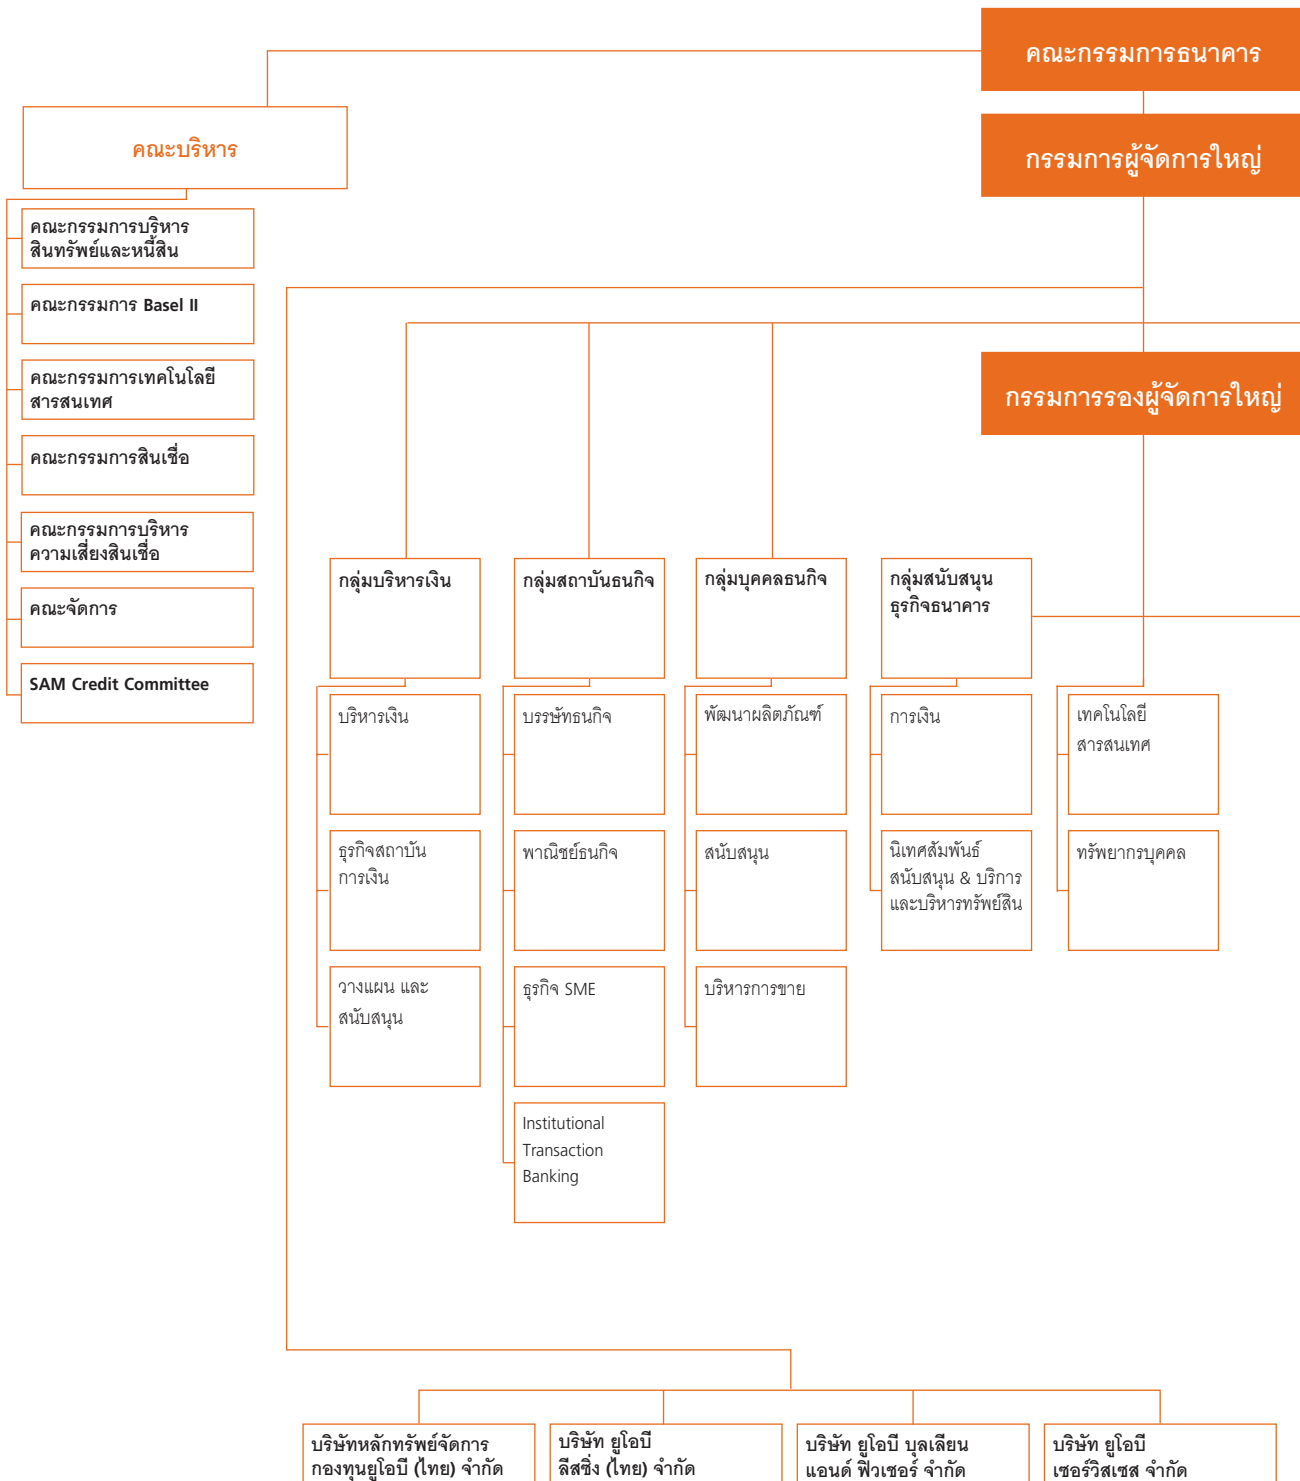 คณะกรรมการธนาคาร
คณะบริหาร
กรรมการผู้จัดการใหญ่
คณะกรรมการบริหาร
สินทรัพย์และหนี้สิน
คณะกรรมการ Basel II
คณะกรรมการเทคโนโลยี
สารสนเทศ
คณะกรรมการสินเชื่อ
คณะกรรมการบริหาร
ความเสี่ยงสินเชื่อ
คณะจัดการ
SAM Credit Committee
กรรมการรองผู้จัดการใหญ่
กลุ่มบริหารเงิน
บริหารเงิน
ธุรกิจสถาบัน
การเงิน
วางแผน และ
สนับสนุน
กลุ่มสถาบันธนกิจ
บรรษัทธนกิจ
พาณิชย์ธนกิจ
ธุรกิจ SME
Institutional
Transaction
Banking
กลุ่มบุคคลธนกิจ
พัฒนาผลิตภัณฑ์
สนับสนุน
บริหารการขาย
กลุ่มสนับสนุน
ธุรกิจธนาคาร
การเงิน
นิเทศสัมพันธ์
สนับสนุน & บริการ
และบริหารทรัพย์สิน
เทคโนโลยี
สารสนเทศ
ทรัพยากรบุคคล
บริษัทหลักทรัพย์จัดการ
กองทุนยูโอบี (ไทย) จำกัด
บริษัท ยูโอบี
ลีสซิ่ง (ไทย) จำกัด
บริษัท ยูโอบี บุลเลียน
แอนด์ ฟิวเชอร์ จำกัด
บริษัท ยูโอบี
เซอร์วิสเซส จำกัด